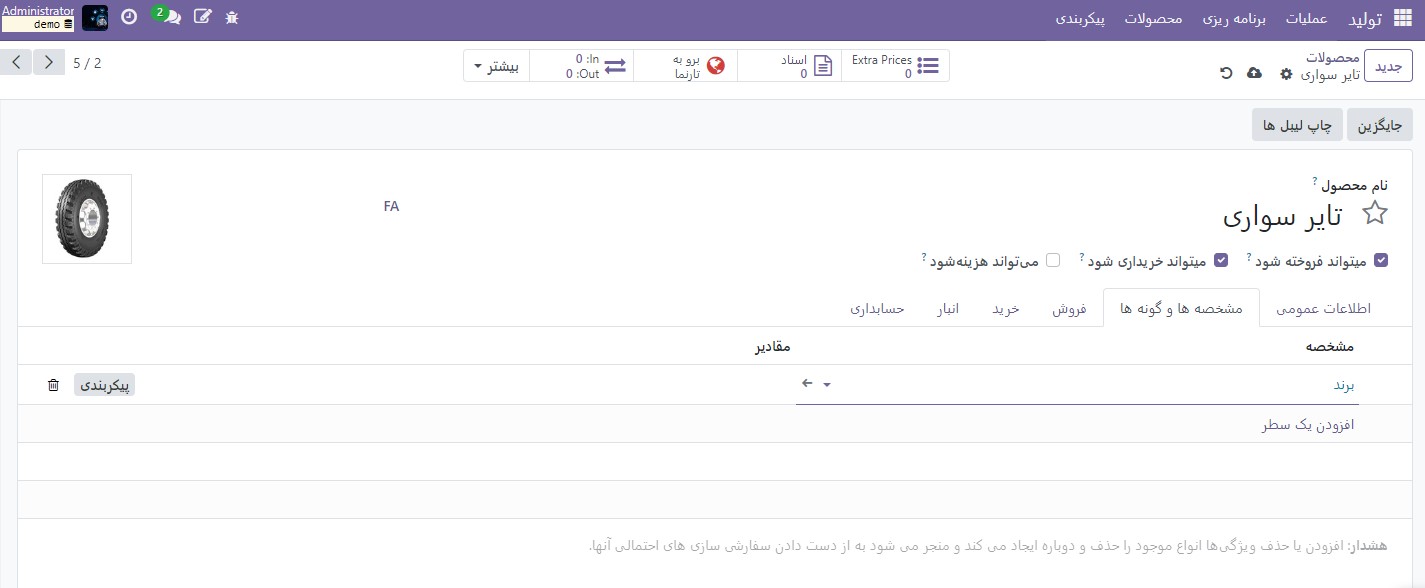 تولید عملیات برنامه ریزی محصولات پیکربندی 2 Administrator
demo
جدید محصولات
تایر سواری
Extra Prices
0
اسناد
0
برو به
تارنما
In: 0
Out: 0
بیشتر
5 / 2
جایگزین چاپ لیبل ها
نام محصول ?
تایر سواری
FA
میتواند فروخته شود ? میتواند خریداری شود ? می‌تواند هزینه‌شود ?
اطلاعات عمومی مشخصه ها و گونه ها فروش خرید انبار حسابداری
مشخصه مقادیر
برند پیکربندی
افزودن یک سطر
هشدار: افزودن یا حذف ویژگی‌ها انواع موجود را حذف و دوباره ایجاد می کند و منجر می شود به از دست دادن سفارشی سازی های احتمالی آنها.